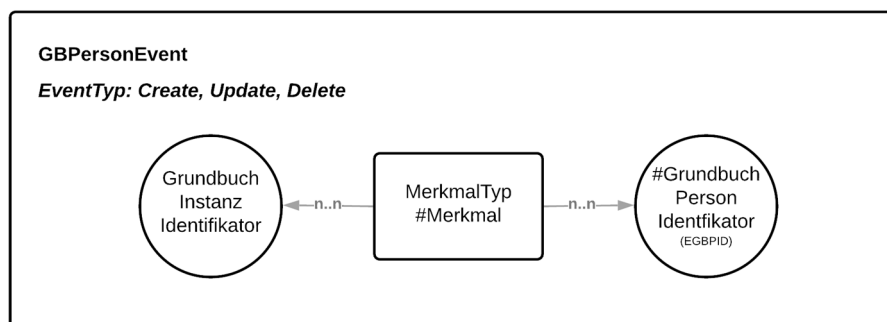 GBPersonEvent
EventTyp: Create, Update, Delete
Grundbuch
Instanz
Identifikator
n..n
MerkmalTyp
#Merkmal
n..n
#Grundbuch
Person
Identfikator
(EGBPID)